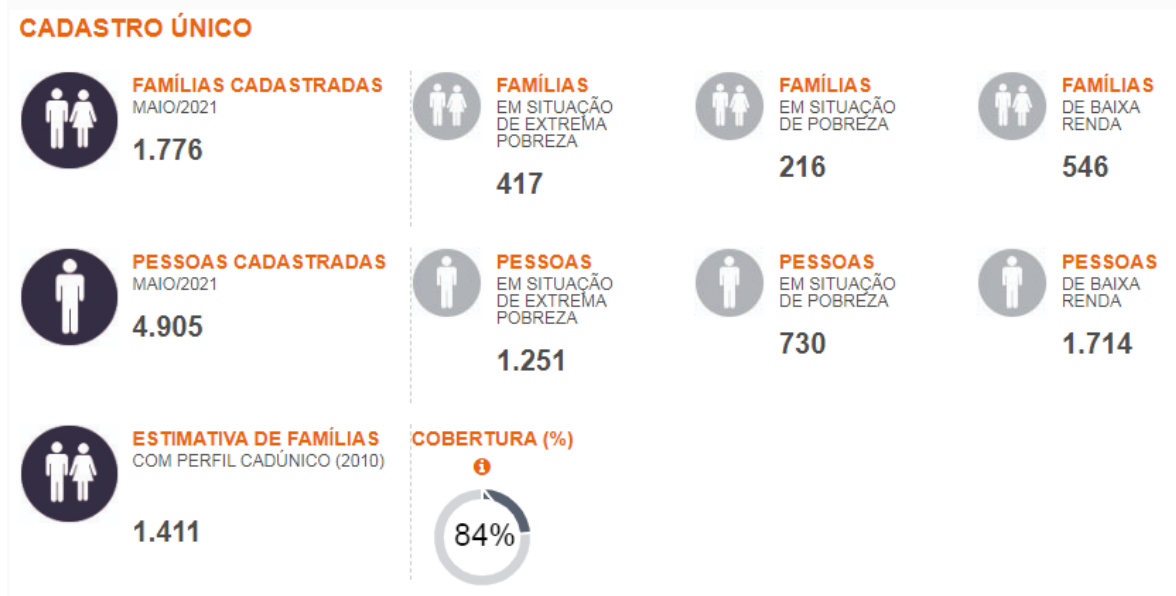 CADASTRO ÚNICO
FAMÍLIAS CADASTRADAS
MAIO/2021
1.776
FAMÍLIAS
EM SITUAÇÃO
DE EXTREMA
POBREZA
417
FAMÍLIAS
EM SITUAÇÃO
DE POBREZA
216
FAMÍLIAS
DE BAIXA
RENDA
546
PESSOAS CADASTRADAS
MAIO/2021
4.905
PESSOAS
EM SITUAÇÃO
DE EXTREMA
POBREZA
1.251
PESSOAS
EM SITUAÇÃO
DE POBREZA
730
PESSOAS
DE BAIXA
RENDA
1.714
ESTIMATIVA DE FAMÍLIAS
COM PERFIL CADÚNICO (2010)
1.411
COBERTURA (%)
84%